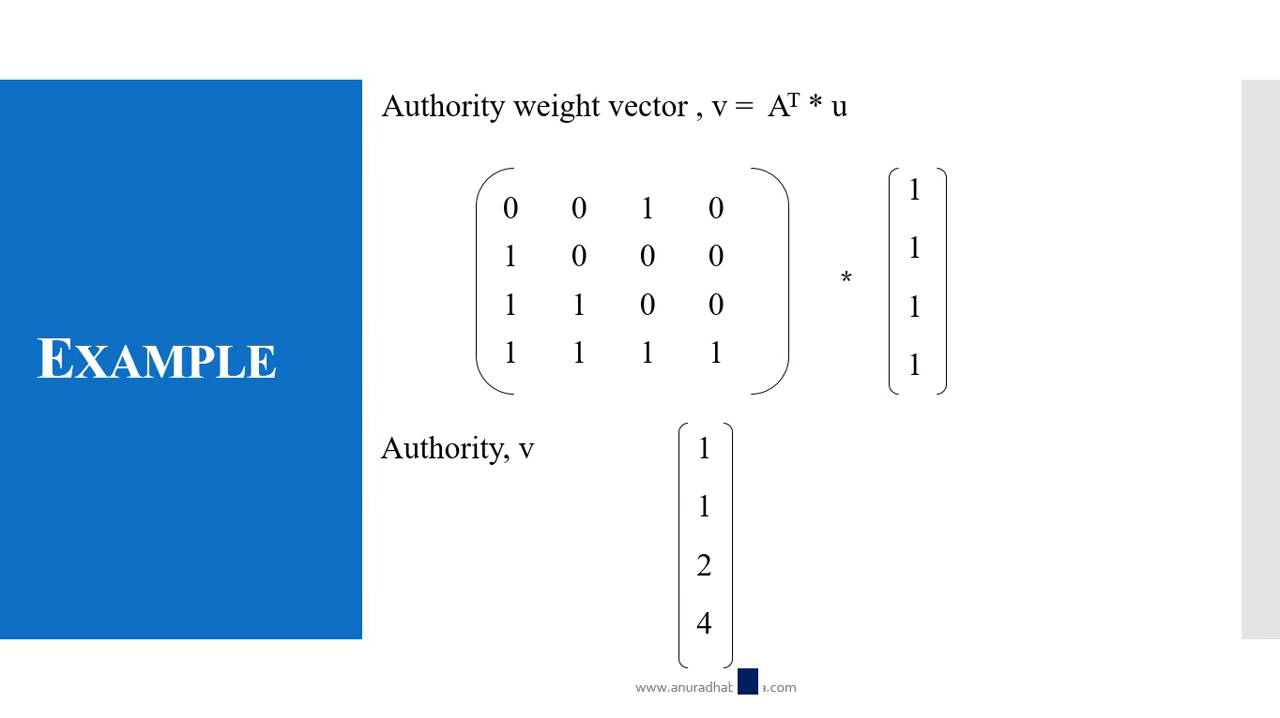 Authority weight vector , v = Aᵀ * u
EXAMPLE
0 0 1 0
1 0 0 0
1 1 0 0
1 1 1 1
*
1
1
1
1
Authority, v
1
1
2
4